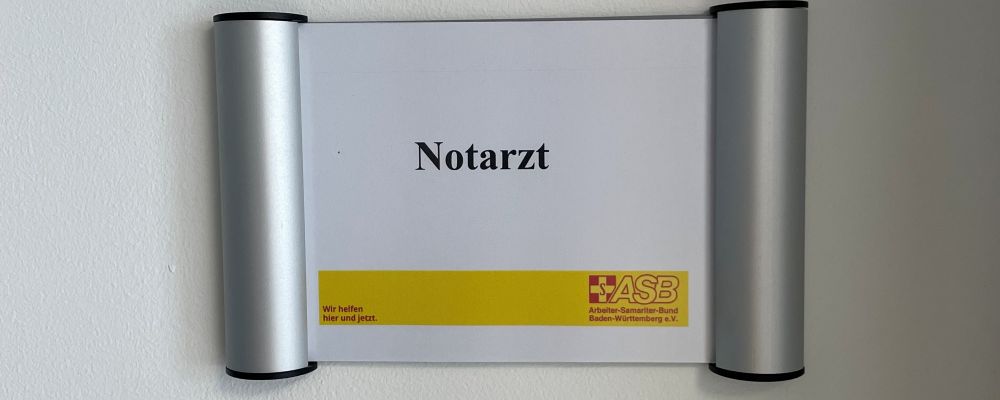 Notarzt
Wir helfen
hier und jetzt.
S ASB
Arbeiter-Samariter-Bund
Baden-Württemberg e.V.